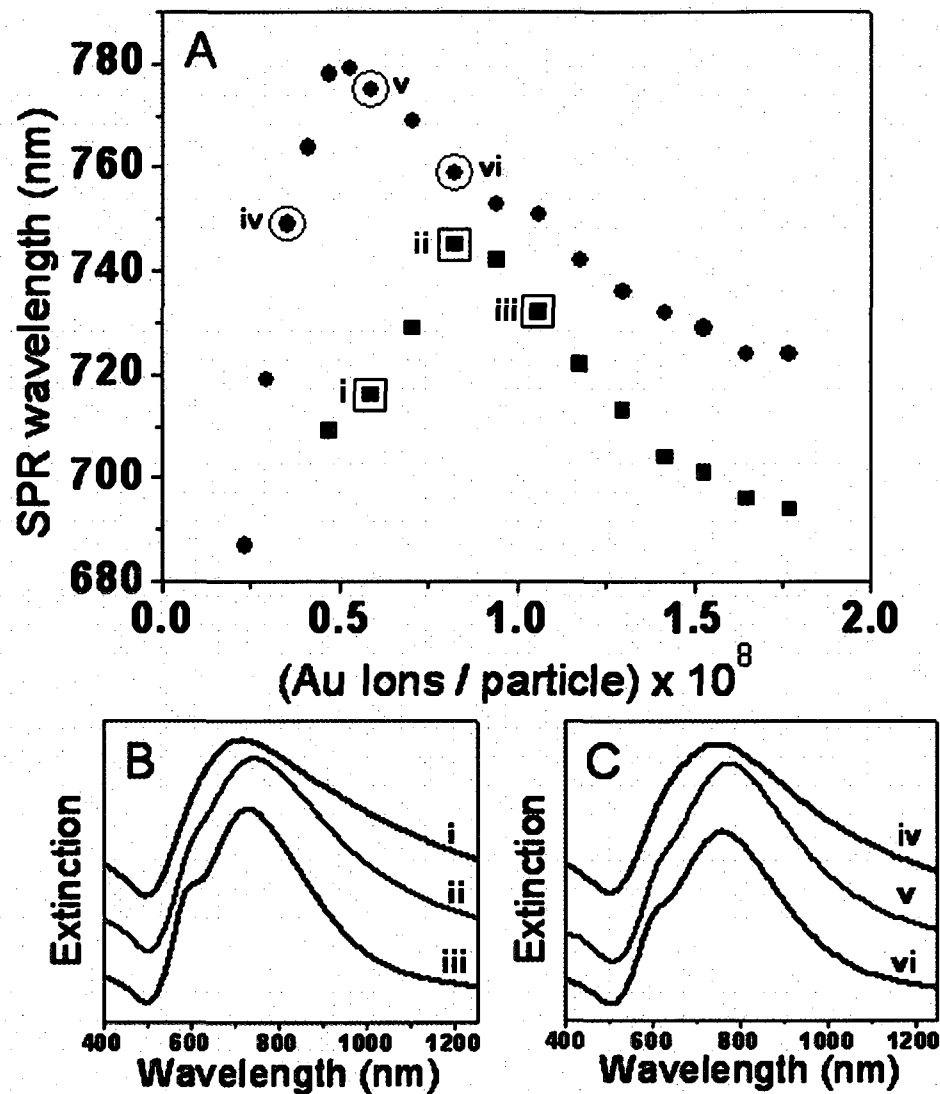 A
SPR wavelength (nm)
780
760
740
720
700
680
iv
v
vi
ii
iii
i
0.0 0.5 1.0 1.5 2.0
(Au Ions / particle) x 10⁸
B
Extinction
i
ii
iii
400 600 800 1000 1200
Wavelength (nm)
C
Extinction
iv
v
vi
400 600 800 1000 1200
Wavelength (nm)